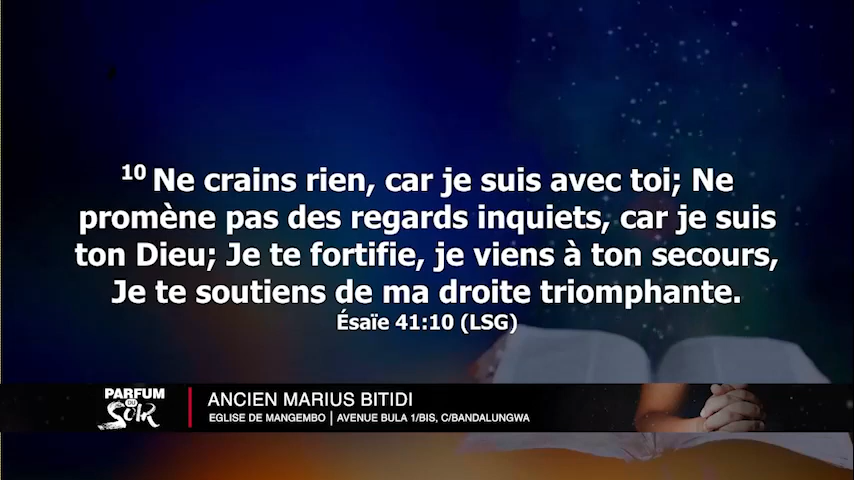 10 Ne crains rien, car je suis avec toi; Ne
promène pas des regards inquiets, car je suis
ton Dieu; Je te fortifie, je viens à ton secours,
Je te soutiens de ma droite triomphante.
Ésaïe 41:10 (LSG)
PARFUM
DU
SOIR
ANCIEN MARIUS BITIDI
EGLISE DE MANGEMBO | AVENUE BULA 1/BIS, C/BANDALUNGWA